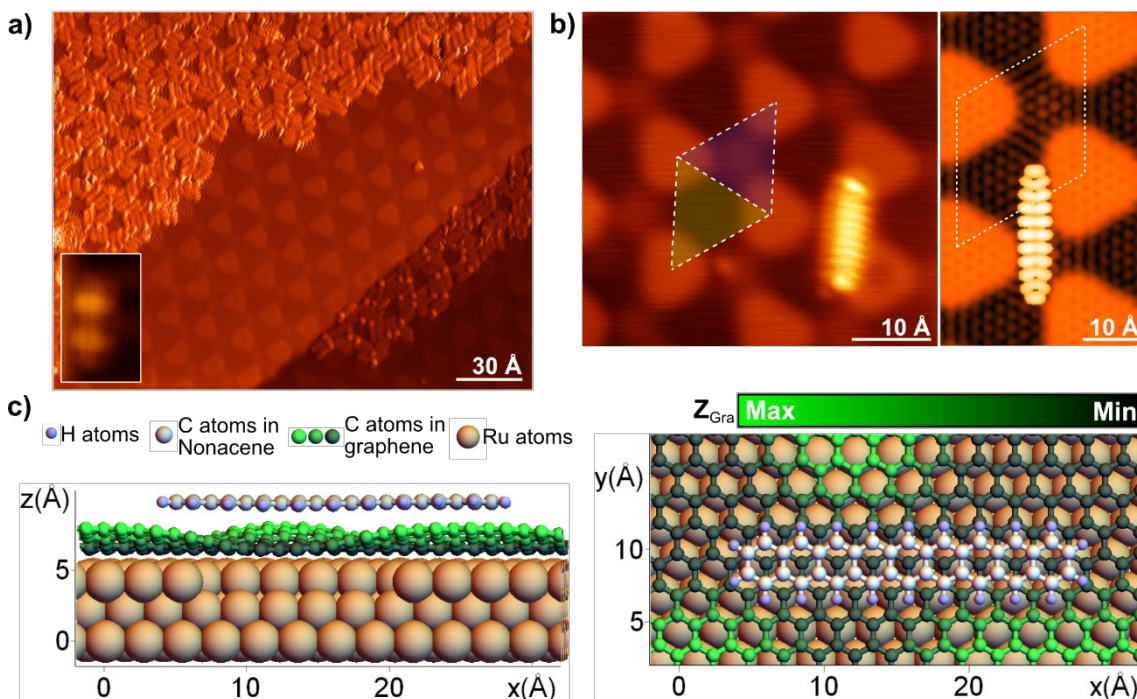 a)
30 Å
b)
10 Å
10 Å
c)
H atoms
C atoms in
Nonacene
C atoms in
graphene
Ru atoms
z(Å)
5
0
0
10
20
x(Å)
ZGra
Max
Min
y(Å)
10
5
0
10
20
x(Å)